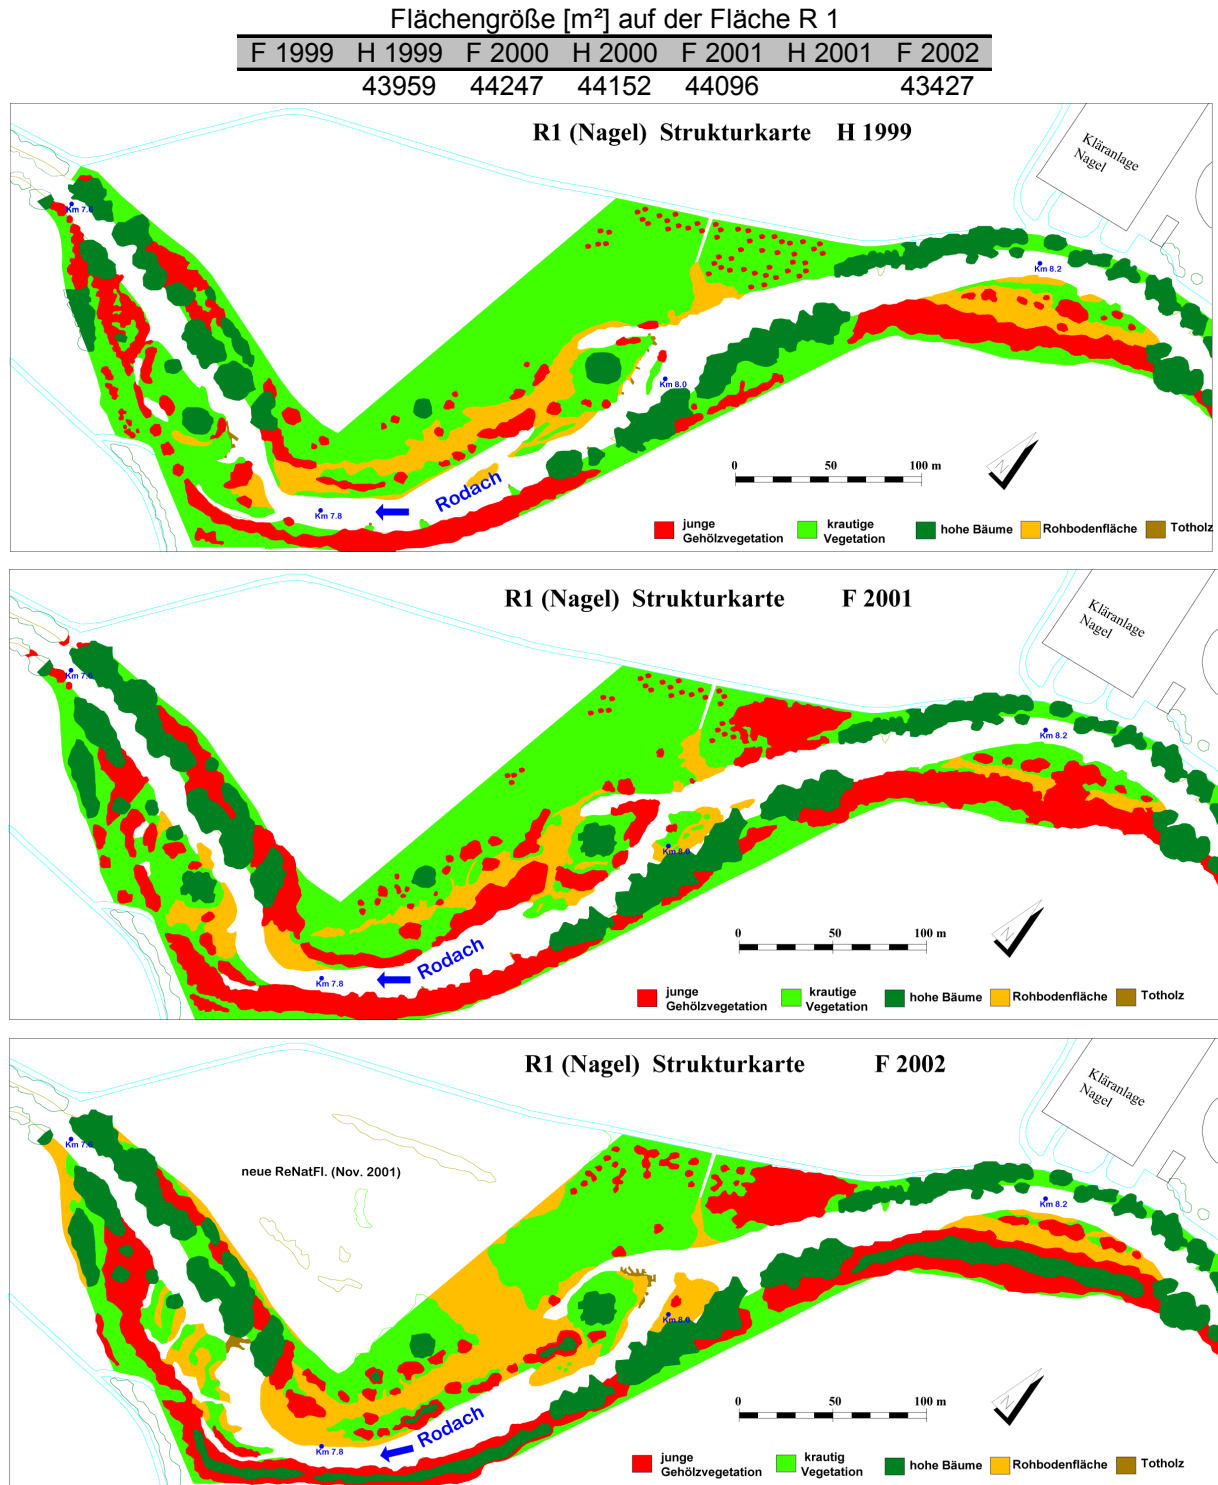 Flächengröße [m²] auf der Fläche R 1
F 1999 H 1999 F 2000 H 2000 F 2001 H 2001 F 2002
43959 44247 44152 44096 43427
R1 (Nagel) Strukturkarte H 1999
Kläranlage
Nagel
Km 7.6
Km 8.2
Km 8.0
Rodach
Km 7.8
0 50 100 m
N
junge
Gehölzvegetation
krautige
Vegetation
hohe Bäume
Rohbodenfläche
Totholz
R1 (Nagel) Strukturkarte F 2001
Kläranlage
Nagel
Km 7.6
Km 8.2
Km 8.0
Rodach
Km 7.8
0 50 100 m
N
junge
Gehölzvegetation
krautige
Vegetation
hohe Bäume
Rohbodenfläche
Totholz
R1 (Nagel) Strukturkarte F 2002
Kläranlage
Nagel
Km 7.6
neue ReNatFl. (Nov. 2001)
Km 8.2
Km 8.0
Rodach
Km 7.8
0 50 100 m
N
junge
Gehölzvegetation
krautig
Vegetation
hohe Bäume
Rohbodenfläche
Totholz